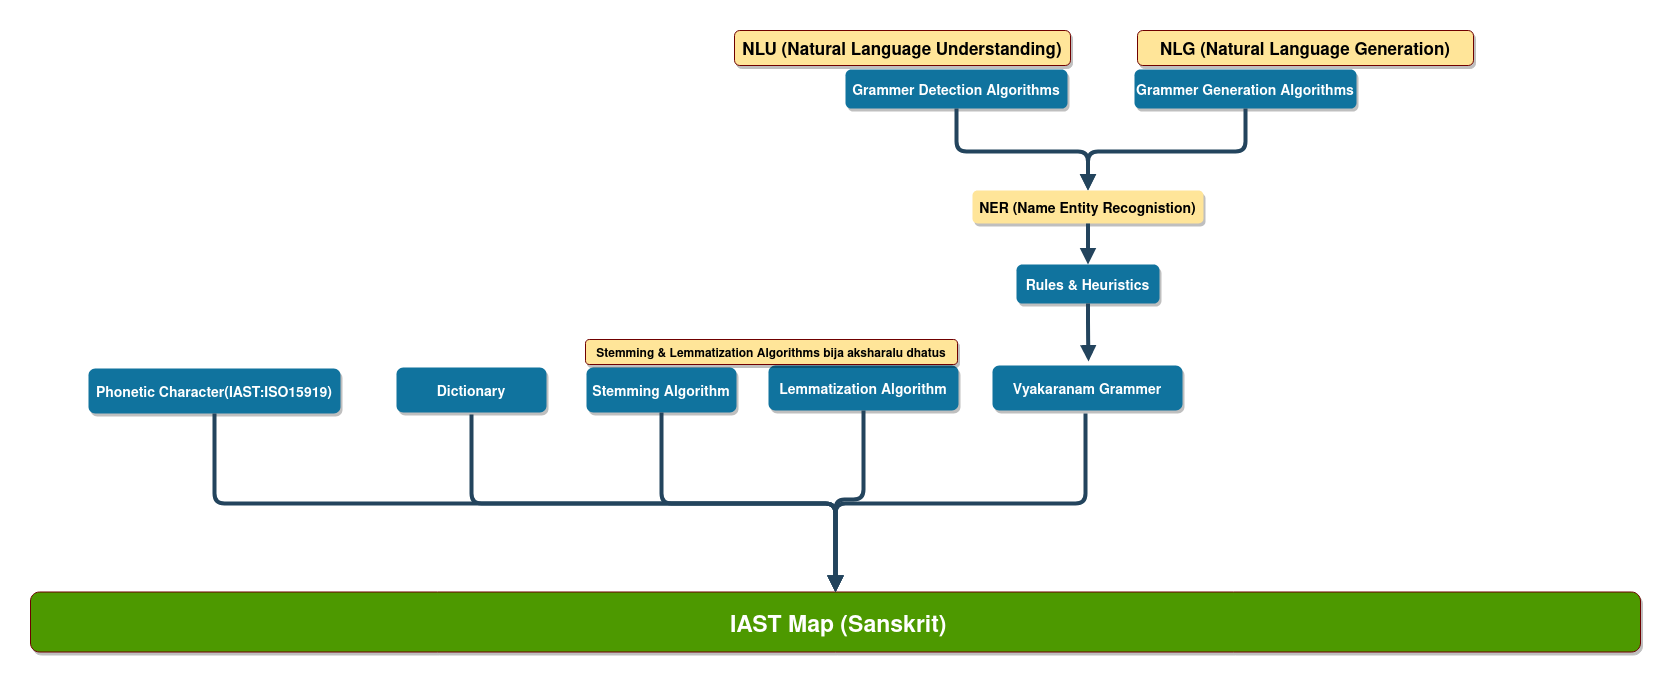 NLU (Natural Language Understanding)
NLG (Natural Language Generation)
Grammer Detection Algorithms
Grammer Generation Algorithms
NER (Name Entity Recognistion)
Rules & Heuristics
Stemming & Lemmatization Algorithms bija aksharalu dhatus
Phonetic Character(IAST:ISO15919)
Dictionary
Stemming Algorithm
Lemmatization Algorithm
Vyakaranam Grammer
IAST Map (Sanskrit)